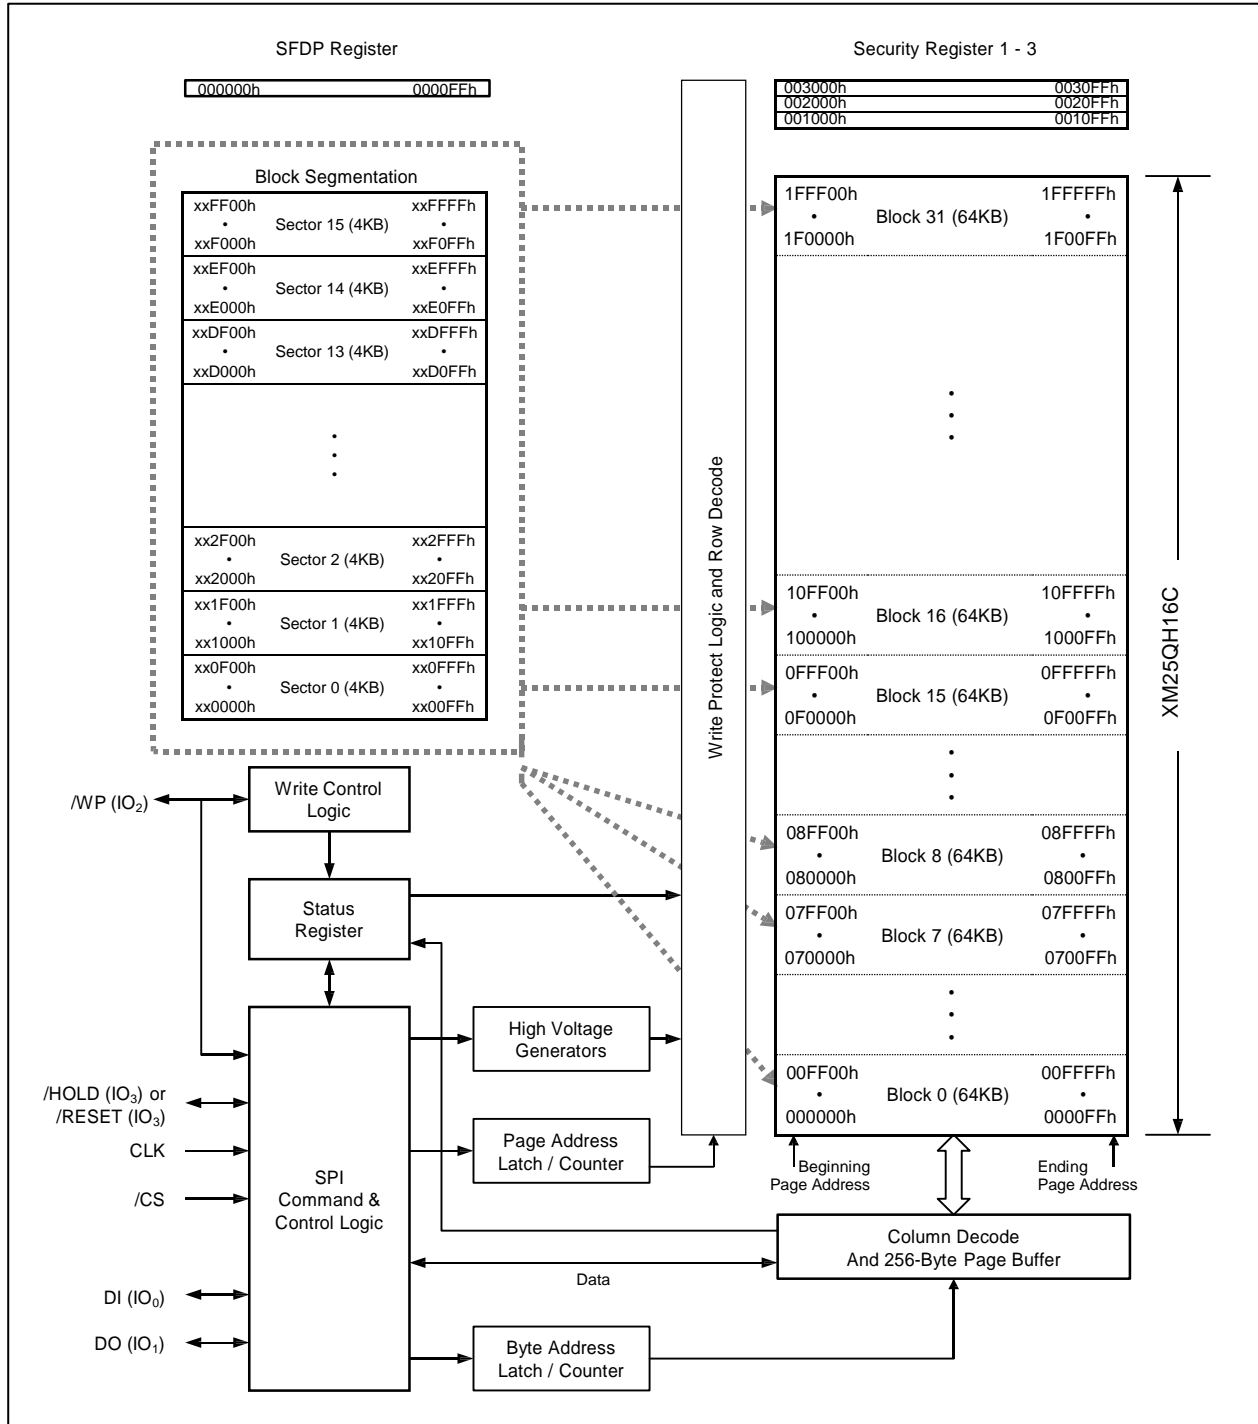 SFDP Register
000000h 0000FFh
Security Register 1 - 3
003000h 0030FFh
002000h 0020FFh
001000h 0010FFh
Block Segmentation
xxFF00h xxFFFFh
• Sector 15 (4KB) •
xxF000h xxF0FFh
xxEF00h xxEFFFh
• Sector 14 (4KB) •
xxE000h xxE0FFh
xxDF00h xxDFFFh
• Sector 13 (4KB) •
xxD000h xxD0FFh
•
•
•
xx2F00h xx2FFFh
• Sector 2 (4KB) •
xx2000h xx20FFh
xx1F00h xx1FFFh
• Sector 1 (4KB) •
xx1000h xx10FFh
xx0F00h xx0FFFh
• Sector 0 (4KB) •
xx0000h xx00FFh
Write Protect Logic and Row Decode
1FFF00h 1FFFFFh
• Block 31 (64KB) •
1F0000h 1F00FFh
•
•
•
10FF00h 10FFFFh
• Block 16 (64KB) •
100000h 1000FFh
0FFF00h 0FFFFFh
• Block 15 (64KB) •
0F0000h 0F00FFh
•
•
•
08FF00h 08FFFFh
• Block 8 (64KB) •
080000h 0800FFh
07FF00h 07FFFFh
• Block 7 (64KB) •
070000h 0700FFh
•
•
•
00FF00h 00FFFFh
• Block 0 (64KB) •
000000h 0000FFh
XM25QH16C
Beginning
Page Address
Ending
Page Address
/WP (IO₂)
Write Control
Logic
Status
Register
/HOLD (IO₃) or
/RESET (IO₃)
CLK
/CS
DI (IO₀)
DO (IO₁)
SPI
Command &
Control Logic
High Voltage
Generators
Page Address
Latch / Counter
Column Decode
And 256-Byte Page Buffer
Data
Byte Address
Latch / Counter